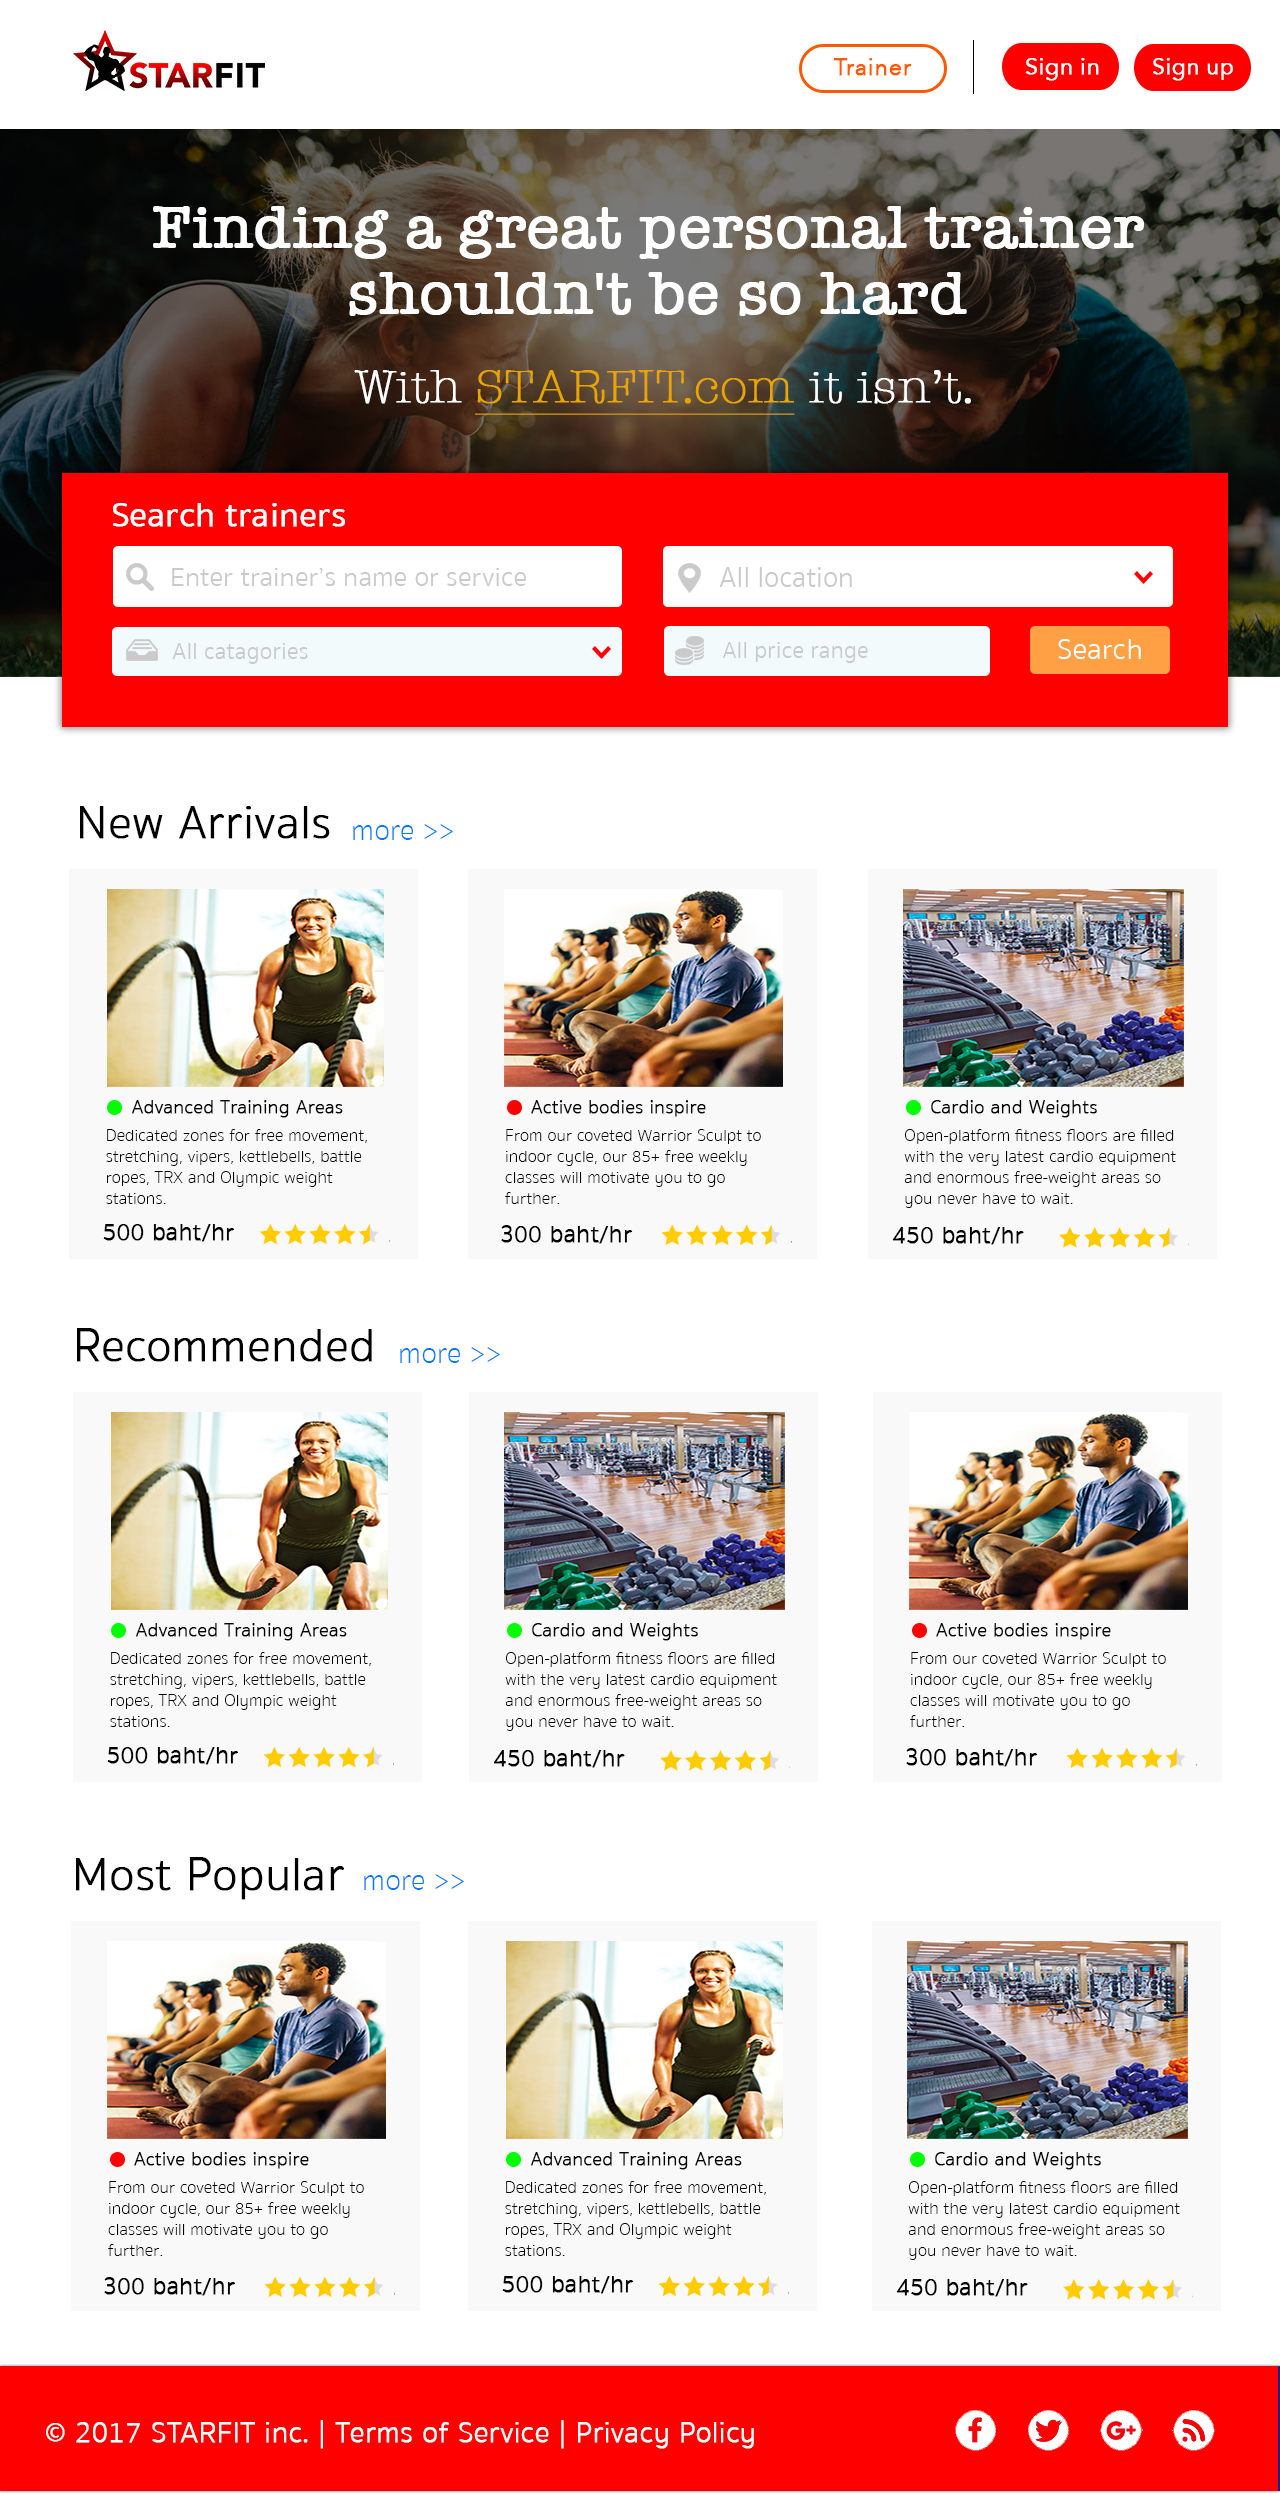 STARFIT
Trainer
Sign in
Sign up
Finding a great personal trainer
shouldn't be so hard
With STARFIT.com it isn't.
Search trainers
Enter trainer's name or service
All location
All catagories
All price range
Search
New Arrivals more >>
Advanced Training Areas
Dedicated zones for free movement,
stretching, vipers, kettlebells, battle
ropes, TRX and Olympic weight
stations.
500 baht/hr
Active bodies inspire
From our coveted Warrior Sculpt to
indoor cycle, our 85+ free weekly
classes will motivate you to go
further.
300 baht/hr
Cardio and Weights
Open-platform fitness floors are filled
with the very latest cardio equipment
and enormous free-weight areas so
you never have to wait.
450 baht/hr
Recommended more >>
Advanced Training Areas
Dedicated zones for free movement,
stretching, vipers, kettlebells, battle
ropes, TRX and Olympic weight
stations.
500 baht/hr
Cardio and Weights
Open-platform fitness floors are filled
with the very latest cardio equipment
and enormous free-weight areas so
you never have to wait.
450 baht/hr
Active bodies inspire
From our coveted Warrior Sculpt to
indoor cycle, our 85+ free weekly
classes will motivate you to go
further.
300 baht/hr
Most Popular more >>
Active bodies inspire
From our coveted Warrior Sculpt to
indoor cycle, our 85+ free weekly
classes will motivate you to go
further.
300 baht/hr
Advanced Training Areas
Dedicated zones for free movement,
stretching, vipers, kettlebells, battle
ropes, TRX and Olympic weight
stations.
500 baht/hr
Cardio and Weights
Open-platform fitness floors are filled
with the very latest cardio equipment
and enormous free-weight areas so
you never have to wait.
450 baht/hr
© 2017 STARFIT inc. | Terms of Service | Privacy Policy